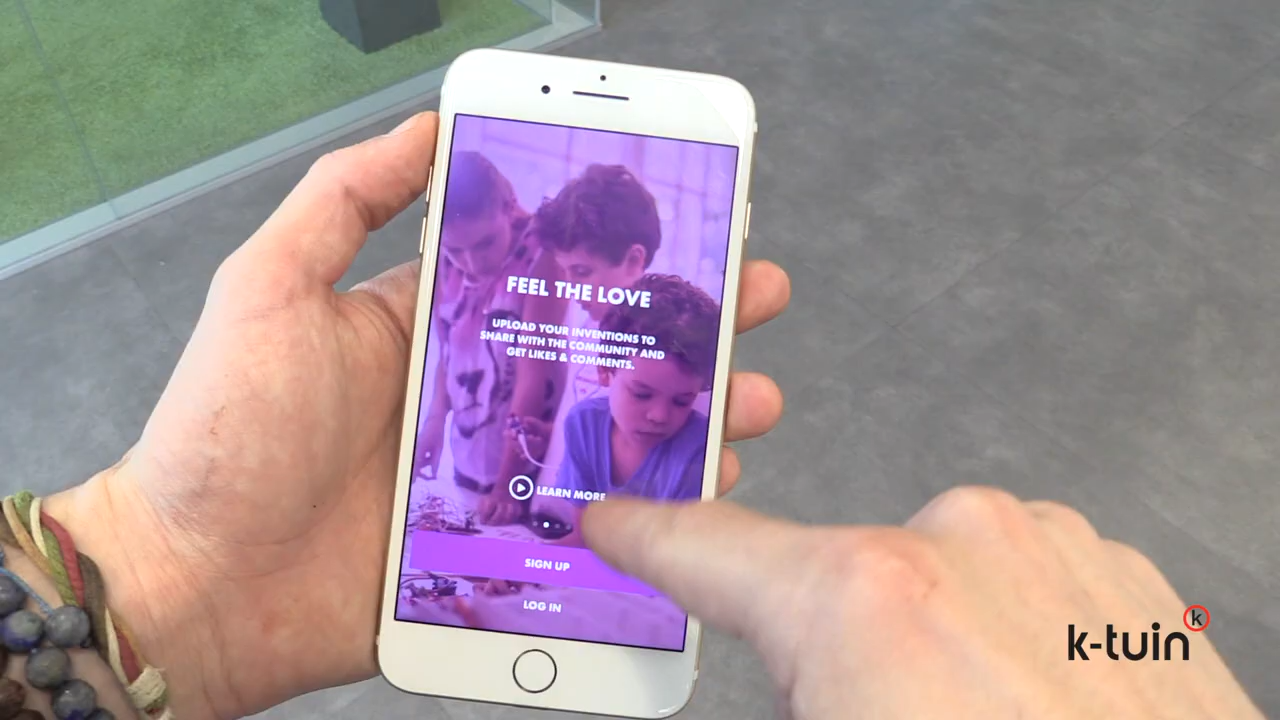 FEEL THE LOVE
UPLOAD YOUR INVENTIONS TO
SHARE WITH THE COMMUNITY AND
GET LIKES & COMMENTS.
LEARN MORE
SIGN UP
LOG IN
k-tuin k